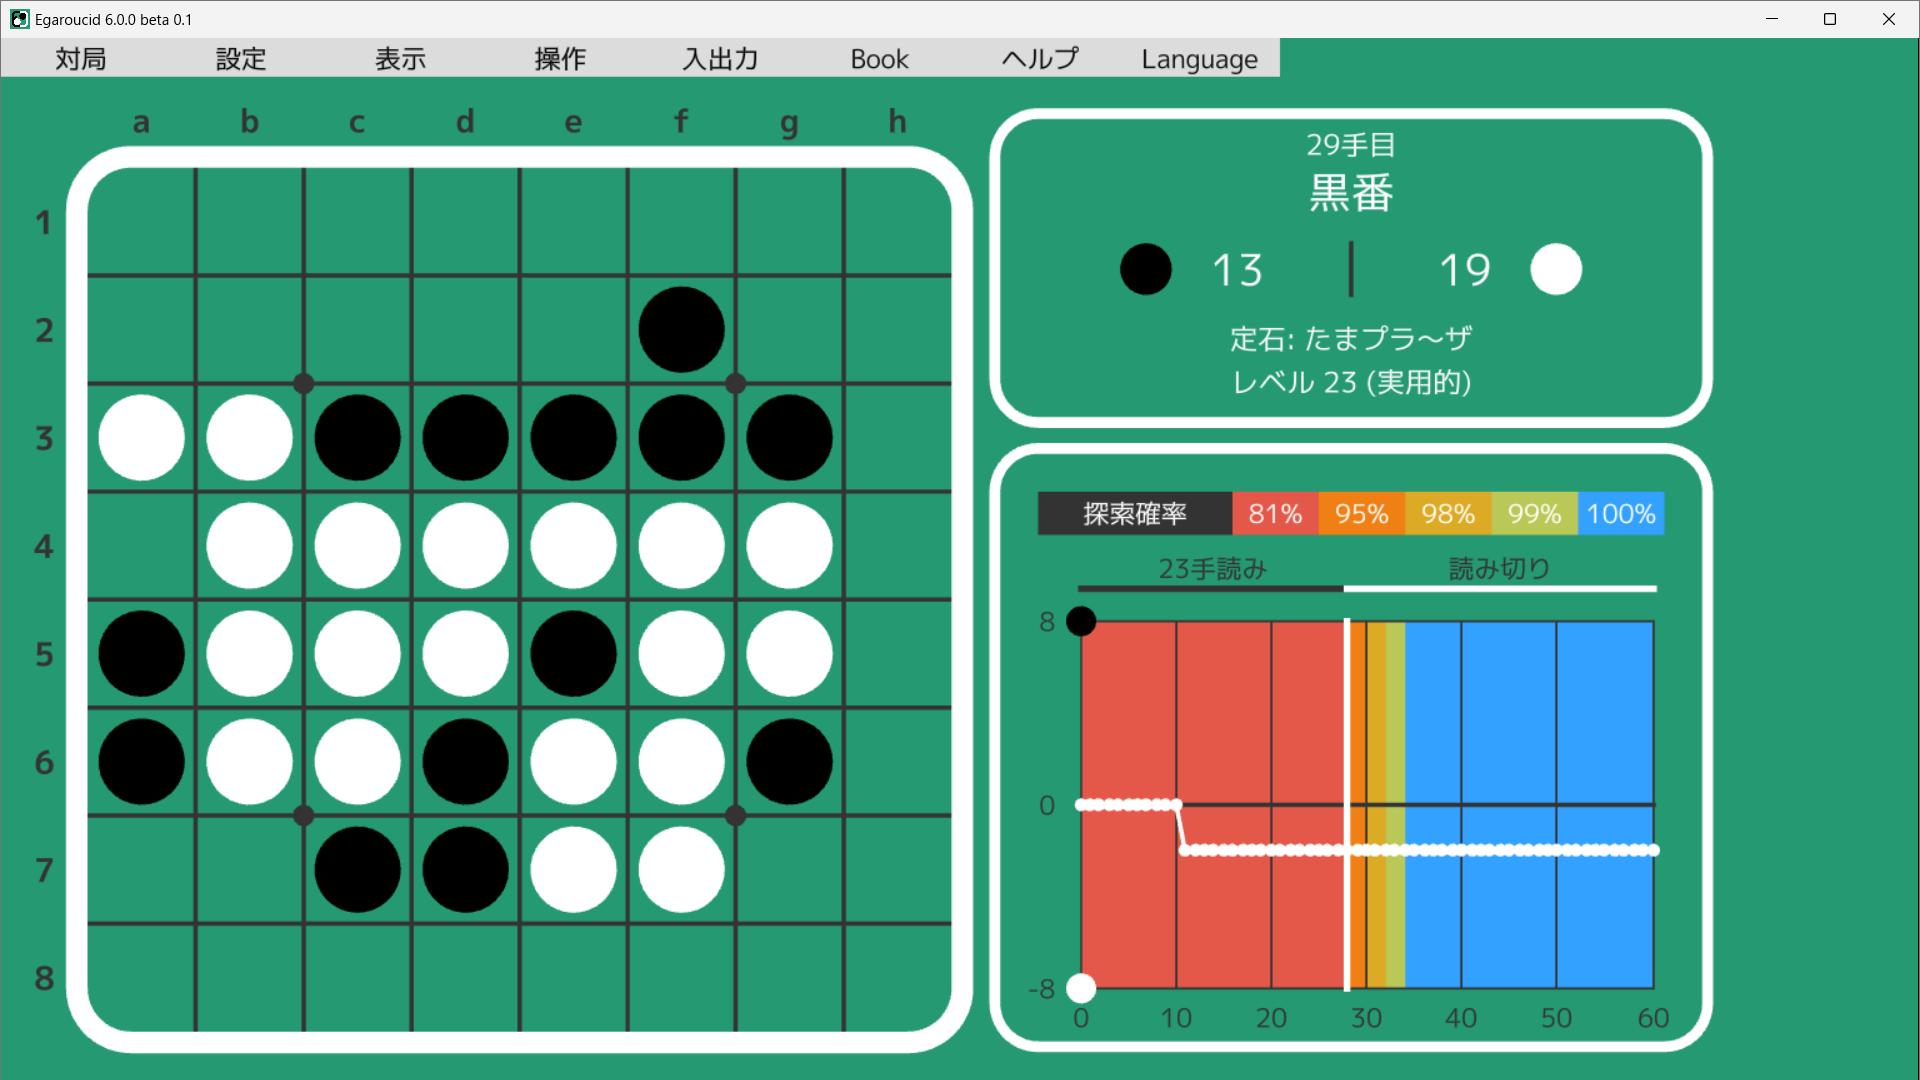 Egaroucid 6.0.0 beta 0.1
対局 設定 表示 操作 入出力 Book ヘルプ Language
a b c d e f g h
1
2
3
4
5
6
7
8
29手目
黒番
13 19
定石: たまプラ～ザ
レベル 23 (実用的)
探索確率 81% 95% 98% 99% 100%
23手読み 読み切り
8
0
-8
0 10 20 30 40 50 60